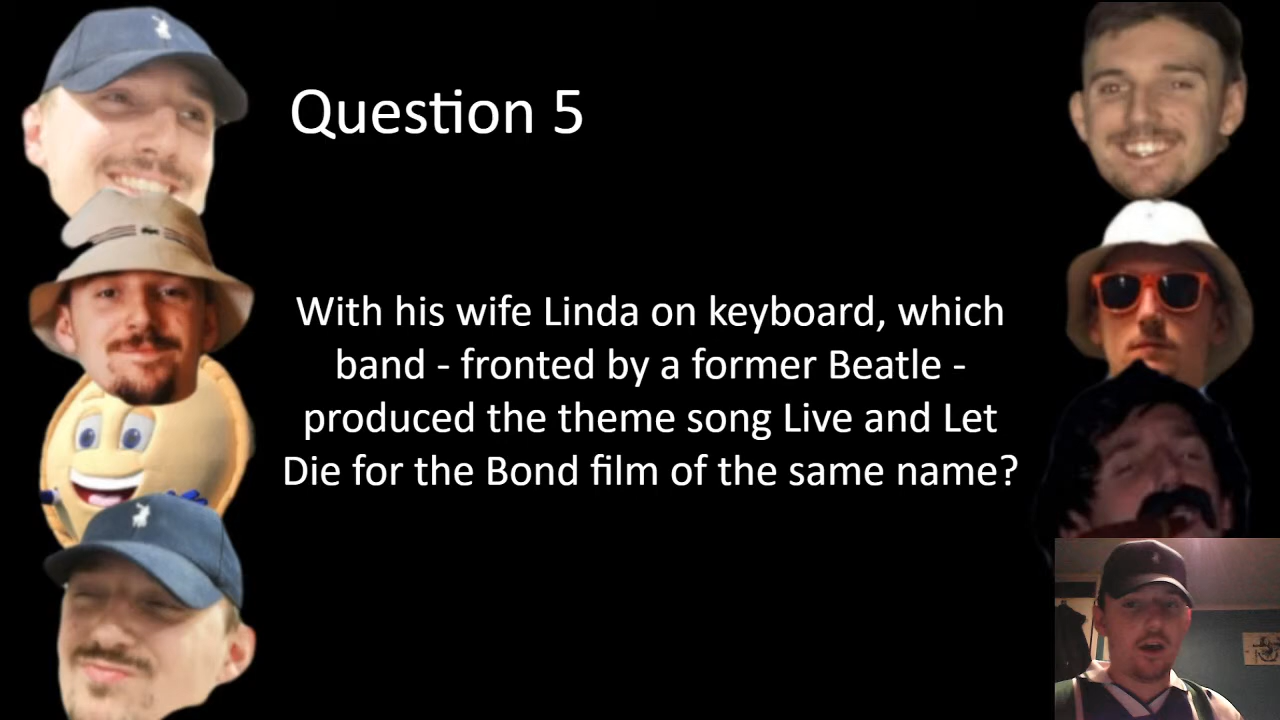 Question 5
With his wife Linda on keyboard, which
band - fronted by a former Beatle -
produced the theme song Live and Let
Die for the Bond film of the same name?